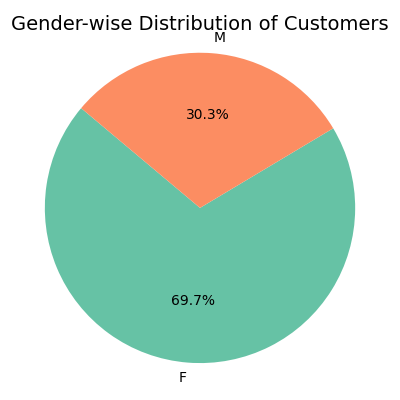 Gender-wise Distribution of Customers
M
30.3%
69.7%
F